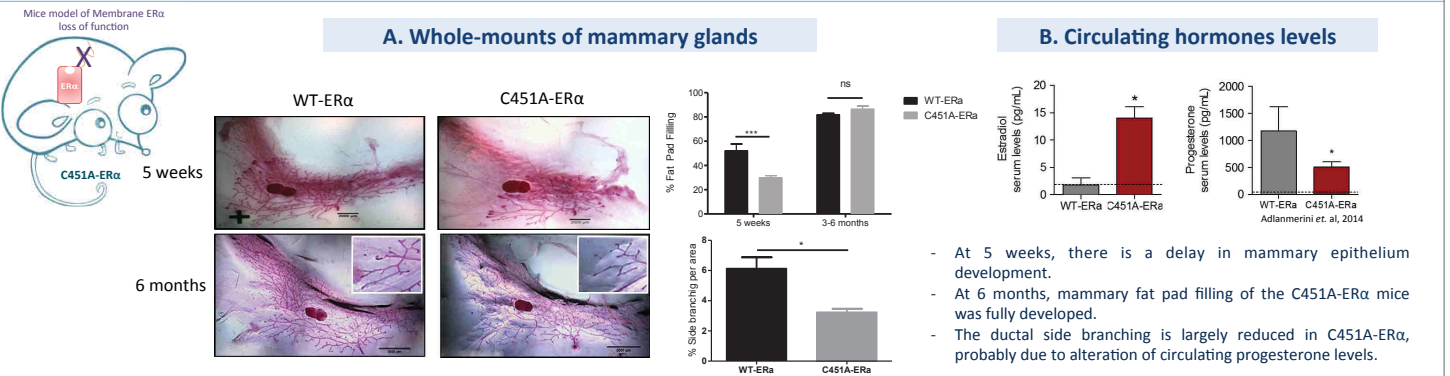 Mice model of Membrane ERα
loss of function
X
ERα
C451A-ERα
A. Whole-mounts of mammary glands
WT-ERα
C451A-ERα
5 weeks
6 months
% Fat Pad Fillling
100
80
60
40
20
0
***
ns
5 weeks
3-6 months
WT-ERa
C451A-ERa
% Side branchig per area
8
6
4
2
0
*
WT-ERa
C451A-ERa
B. Circulating hormones levels
Estradiol
serum levels (pg/mL)
20
15
10
5
0
*
WT-ERa
C451A-ERa
Progesterone
serum levels (pg/mL)
2000
1500
1000
500
0
*
WT-ERa
C451A-ERa
Adlanmerini et. al, 2014
- At 5 weeks, there is a delay in mammary epithelium
development.
- At 6 months, mammary fat pad filling of the C451A-ERα mice
was fully developed.
- The ductal side branching is largely reduced in C451A-ERα,
probably due to alteration of circulating progesterone levels.